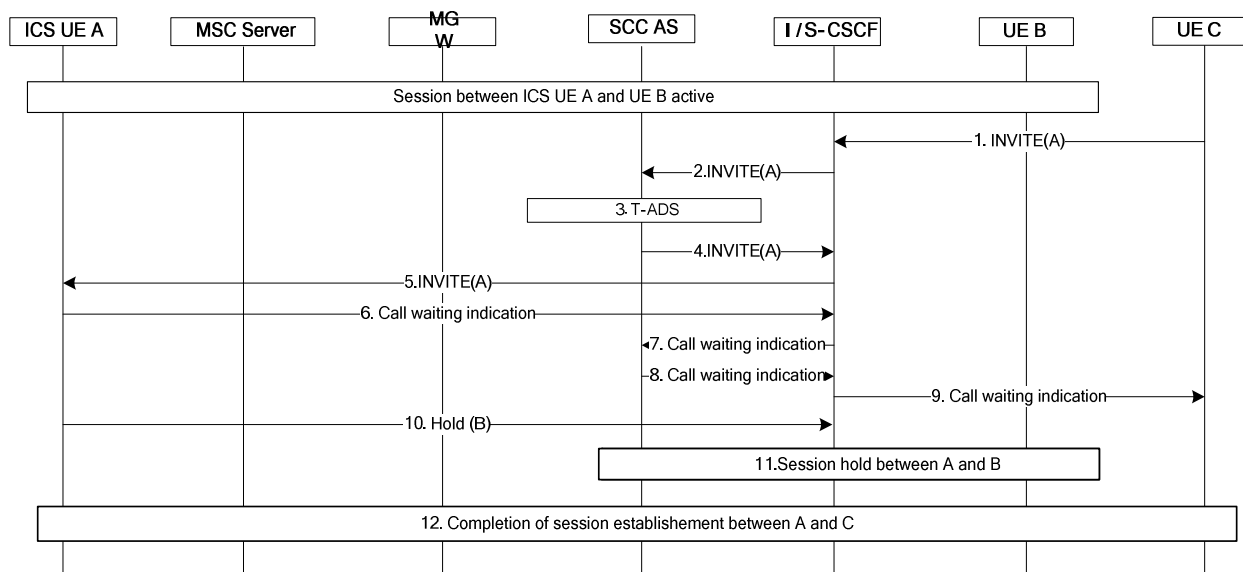 ICS UE A
MSC Server
MG
W
SCC AS
I / S-CSCF
UE B
UE C
Session between ICS UE A and UE B active
1. INVITE(A)
2.INVITE(A)
3. T-ADS
4.INVITE(A)
5.INVITE(A)
6. Call waiting indication
7. Call waiting indication
8. Call waiting indication
9. Call waiting indication
10. Hold (B)
11.Session hold between A and B
12. Completion of session establishement between A and C